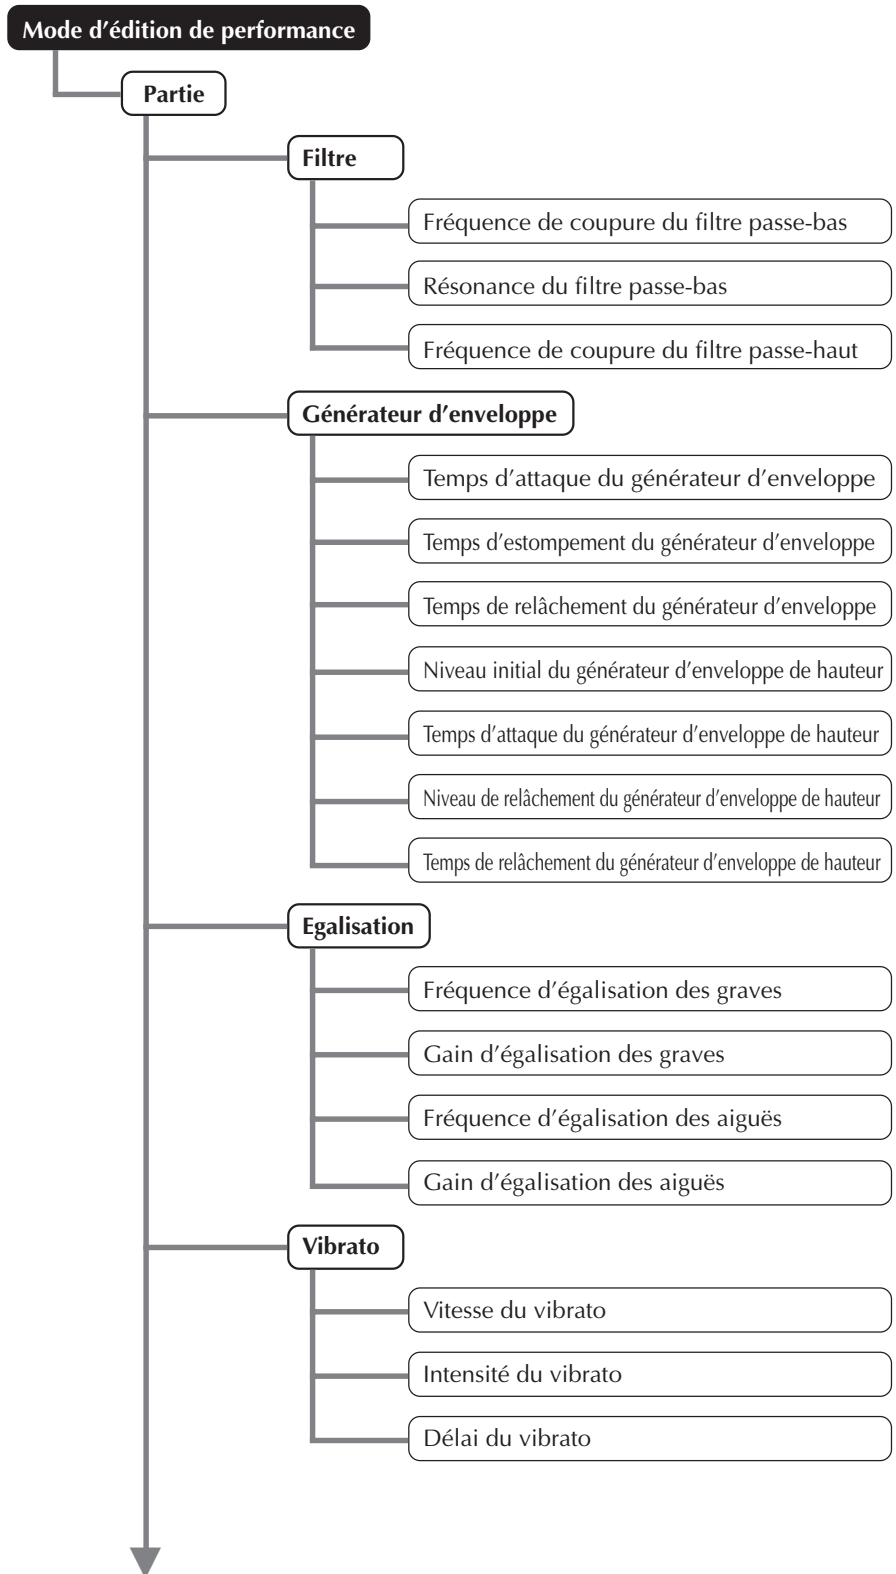 Mode d’édition de performance
Partie
Filtre
Fréquence de coupure du filtre passe-bas
Résonance du filtre passe-bas
Fréquence de coupure du filtre passe-haut
Générateur d’enveloppe
Temps d’attaque du générateur d’enveloppe
Temps d’estompement du générateur d’enveloppe
Temps de relâchement du générateur d’enveloppe
Niveau initial du générateur d’enveloppe de hauteur
Temps d’attaque du générateur d’enveloppe de hauteur
Niveau de relâchement du générateur d’enveloppe de hauteur
Temps de relâchement du générateur d’enveloppe de hauteur
Egalisation
Fréquence d’égalisation des graves
Gain d’égalisation des graves
Fréquence d’égalisation des aiguës
Gain d’égalisation des aiguës
Vibrato
Vitesse du vibrato
Intensité du vibrato
Délai du vibrato